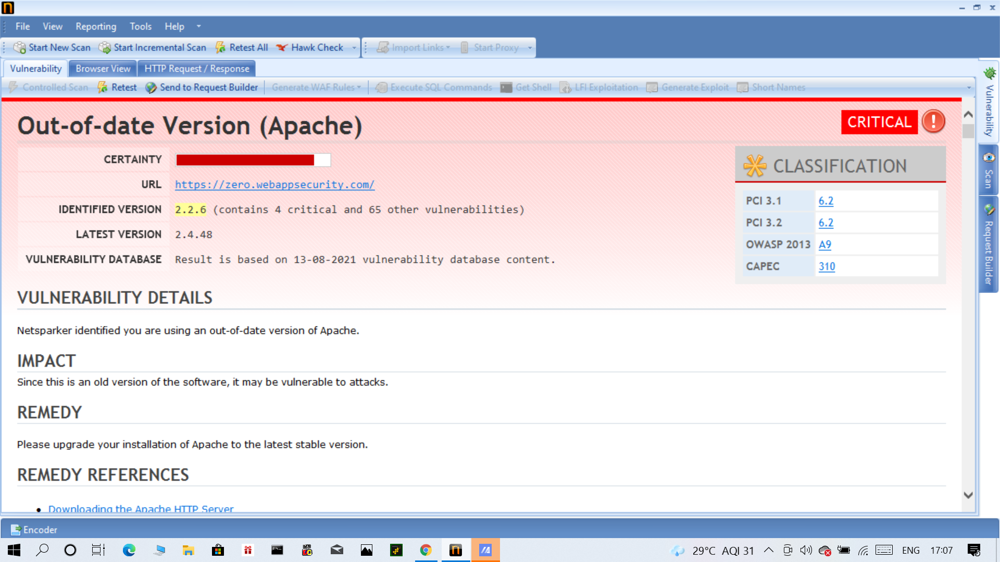 File View Reporting Tools Help
Start New Scan Start Incremental Scan Retest All Hawk Check Import Links Start Proxy
Vulnerability Browser View HTTP Request / Response
Controlled Scan Retest Send to Request Builder Generate WAF Rules Execute SQL Commands Get Shell LFI Exploitation Generate Exploit Short Names
Out-of-date Version (Apache)
CRITICAL
CERTAINTY
URL https://zero.webappsecurity.com/
IDENTIFIED VERSION 2.2.6 (contains 4 critical and 65 other vulnerabilities)
LATEST VERSION 2.4.48
VULNERABILITY DATABASE Result is based on 13-08-2021 vulnerability database content.
CLASSIFICATION
PCI 3.1 6.2
PCI 3.2 6.2
OWASP 2013 A9
CAPEC 310
VULNERABILITY DETAILS
Netsparker identified you are using an out-of-date version of Apache.
IMPACT
Since this is an old version of the software, it may be vulnerable to attacks.
REMEDY
Please upgrade your installation of Apache to the latest stable version.
REMEDY REFERENCES
Downloading the Apache HTTP Server
Vulnerability
Scan
Request Builder
Encoder
29°C AQI 31 ENG 17:07